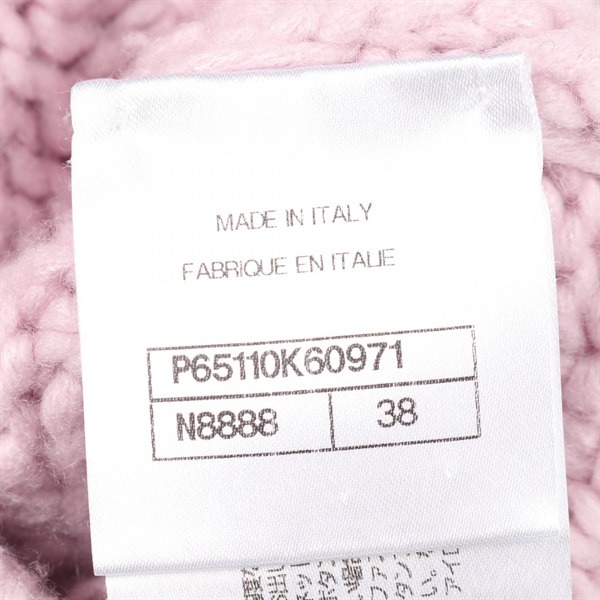 MADE IN ITALY
FABRIQUE EN ITALIE
P65110K60971
N8888 38